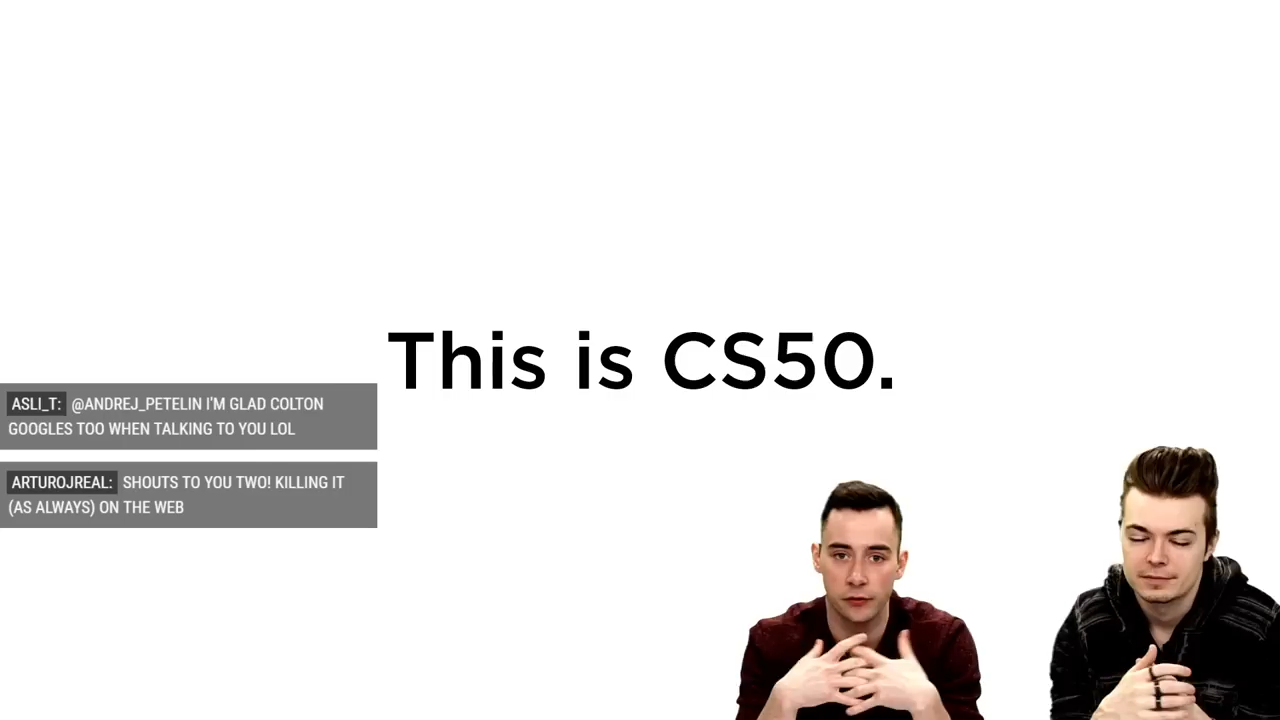 This is CS50.
ASLI_T: @ANDREJ_PETELIN I'M GLAD COLTON
GOOGLES TOO WHEN TALKING TO YOU LOL
ARTUROJREAL: SHOUTS TO YOU TWO! KILLING IT
(AS ALWAYS) ON THE WEB